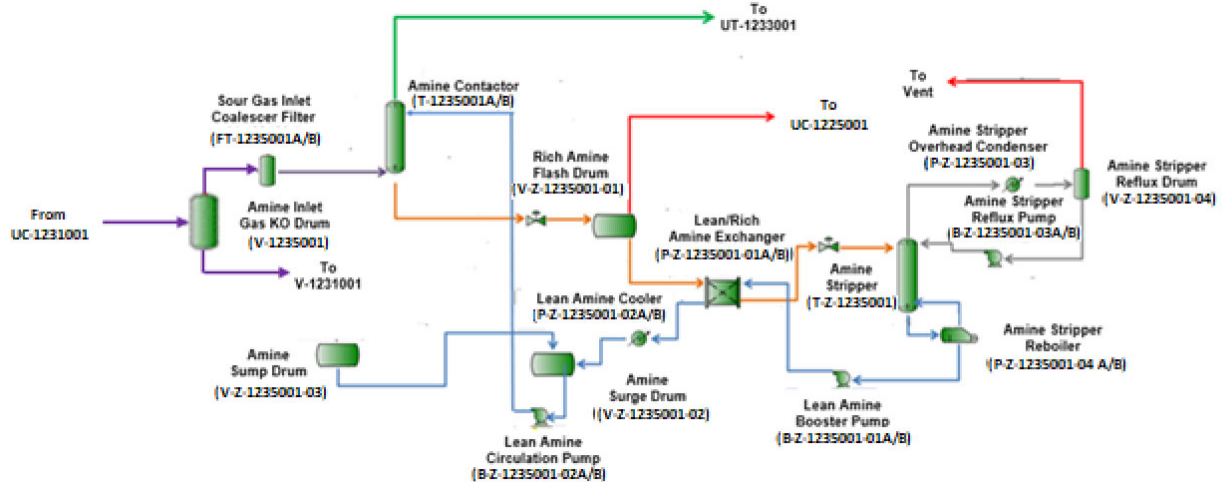 To
UT-1233001
Amine Contactor
(T-1235001A/B)
Sour Gas Inlet
Coalescer Filter
(FT-1235001A/B)
To
Vent
To
UC-1225001
Amine Stripper
Overhead Condenser
(P-Z-1235001-03)
Rich Amine
Flash Drum
(V-Z-1235001-01)
Amine Stripper
Reflux Drum
(V-Z-1235001-04)
From
UC-1231001
Amine Inlet
Gas KO Drum
(V-1235001)
Lean/Rich
Amine Exchanger
(P-Z-1235001-01A/B))
Amine Stripper
Reflux Pump
(B-Z-1235001-03A/B)
To
V-1231001
Amine
Stripper
(T-Z-1235001)
Lean Amine Cooler
(P-Z-1235001-02A/B)
Amine Stripper
Reboiler
(P-Z-1235001-04 A/B)
Amine
Sump Drum
(V-Z-1235001-03)
Amine
Surge Drum
((V-Z-1235001-02)
Lean Amine
Booster Pump
(B-Z-1235001-01A/B)
Lean Amine
Circulation Pump
(B-Z-1235001-02A/B)